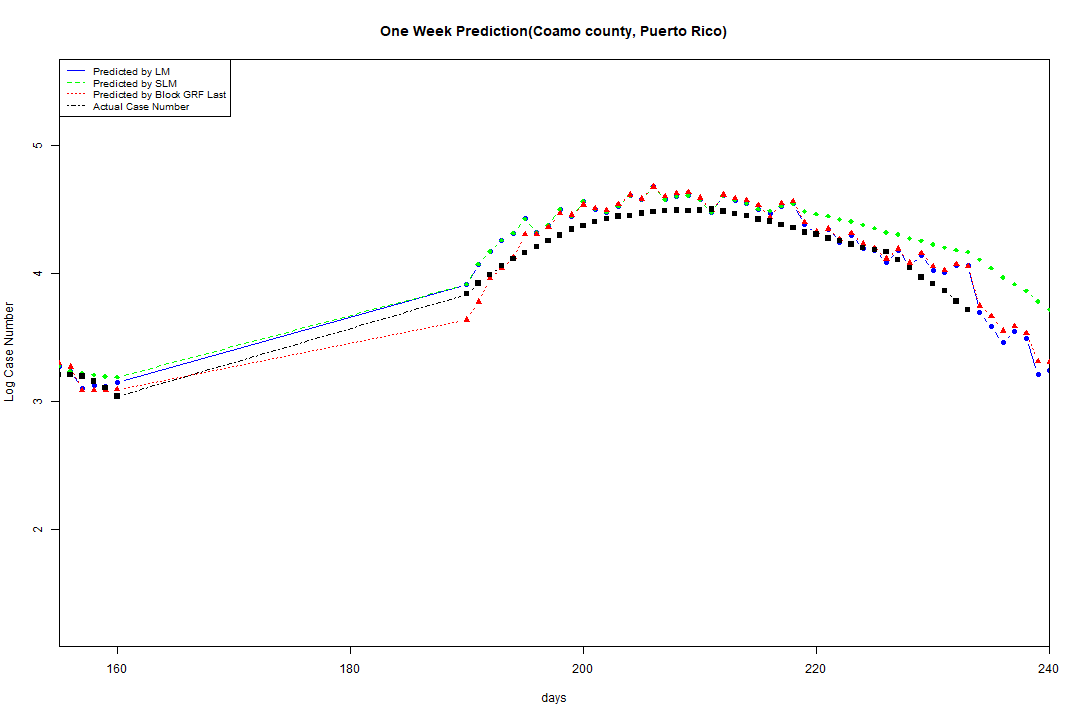 One Week Prediction(Coamo county, Puerto Rico)
Predicted by LM
Predicted by SLM
Predicted by Block GRF Last
Actual Case Number
5
4
3
2
Log Case Number
160 180 200 220 240
days